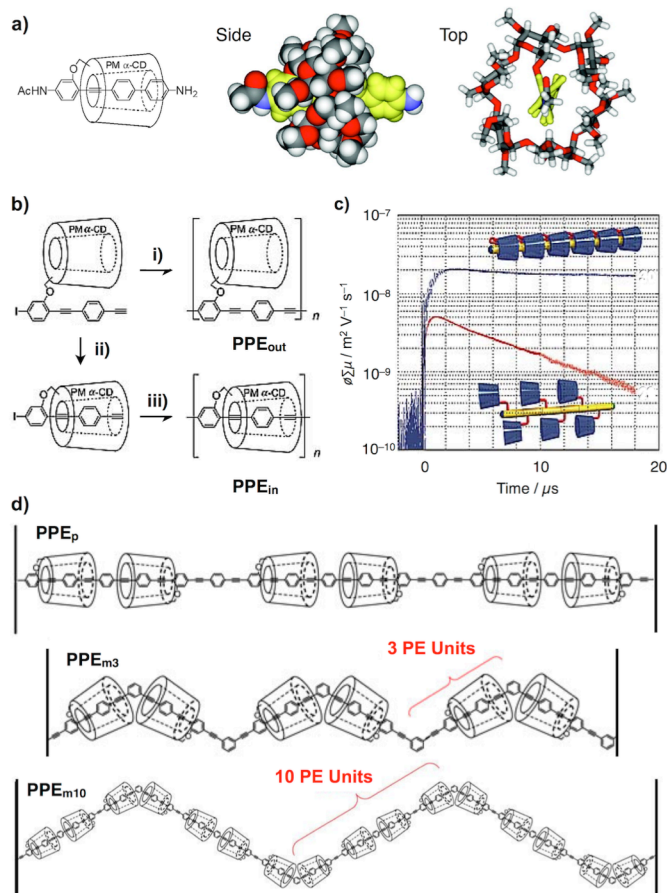 a)
PM α-CD
AcHN
NH₂
Side
Top
b)
PM α-CD
I
i)
PM α-CD
n
PPEout
ii)
PM α-CD
I
iii)
PM α-CD
n
PPEin
c)
10⁻⁷
10⁻⁸
10⁻⁹
10⁻¹⁰
ø∑μ / m² V⁻¹ s⁻¹
0
10
20
Time / μs
d)
PPEp
PPEm3
3 PE Units
PPEm10
10 PE Units